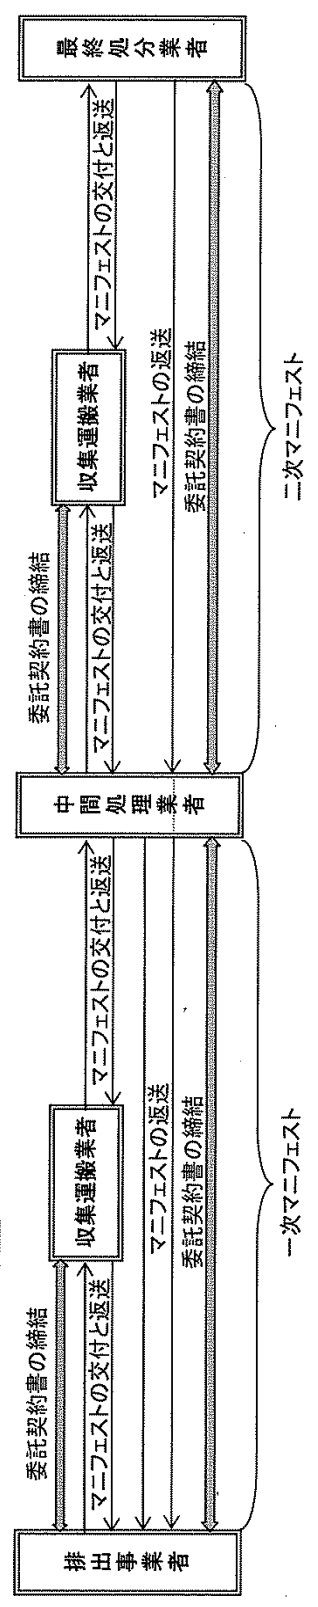 排出事業者
委託契約書の締結
マニフェストの交付と返送
収集運搬業者
マニフェストの交付と返送
マニフェストの返送
委託契約書の締結
一次マニフェスト
中間処理業者
委託契約書の締結
マニフェストの交付と返送
収集運搬業者
マニフェストの交付と返送
マニフェストの返送
委託契約書の締結
二次マニフェスト
最終処分業者